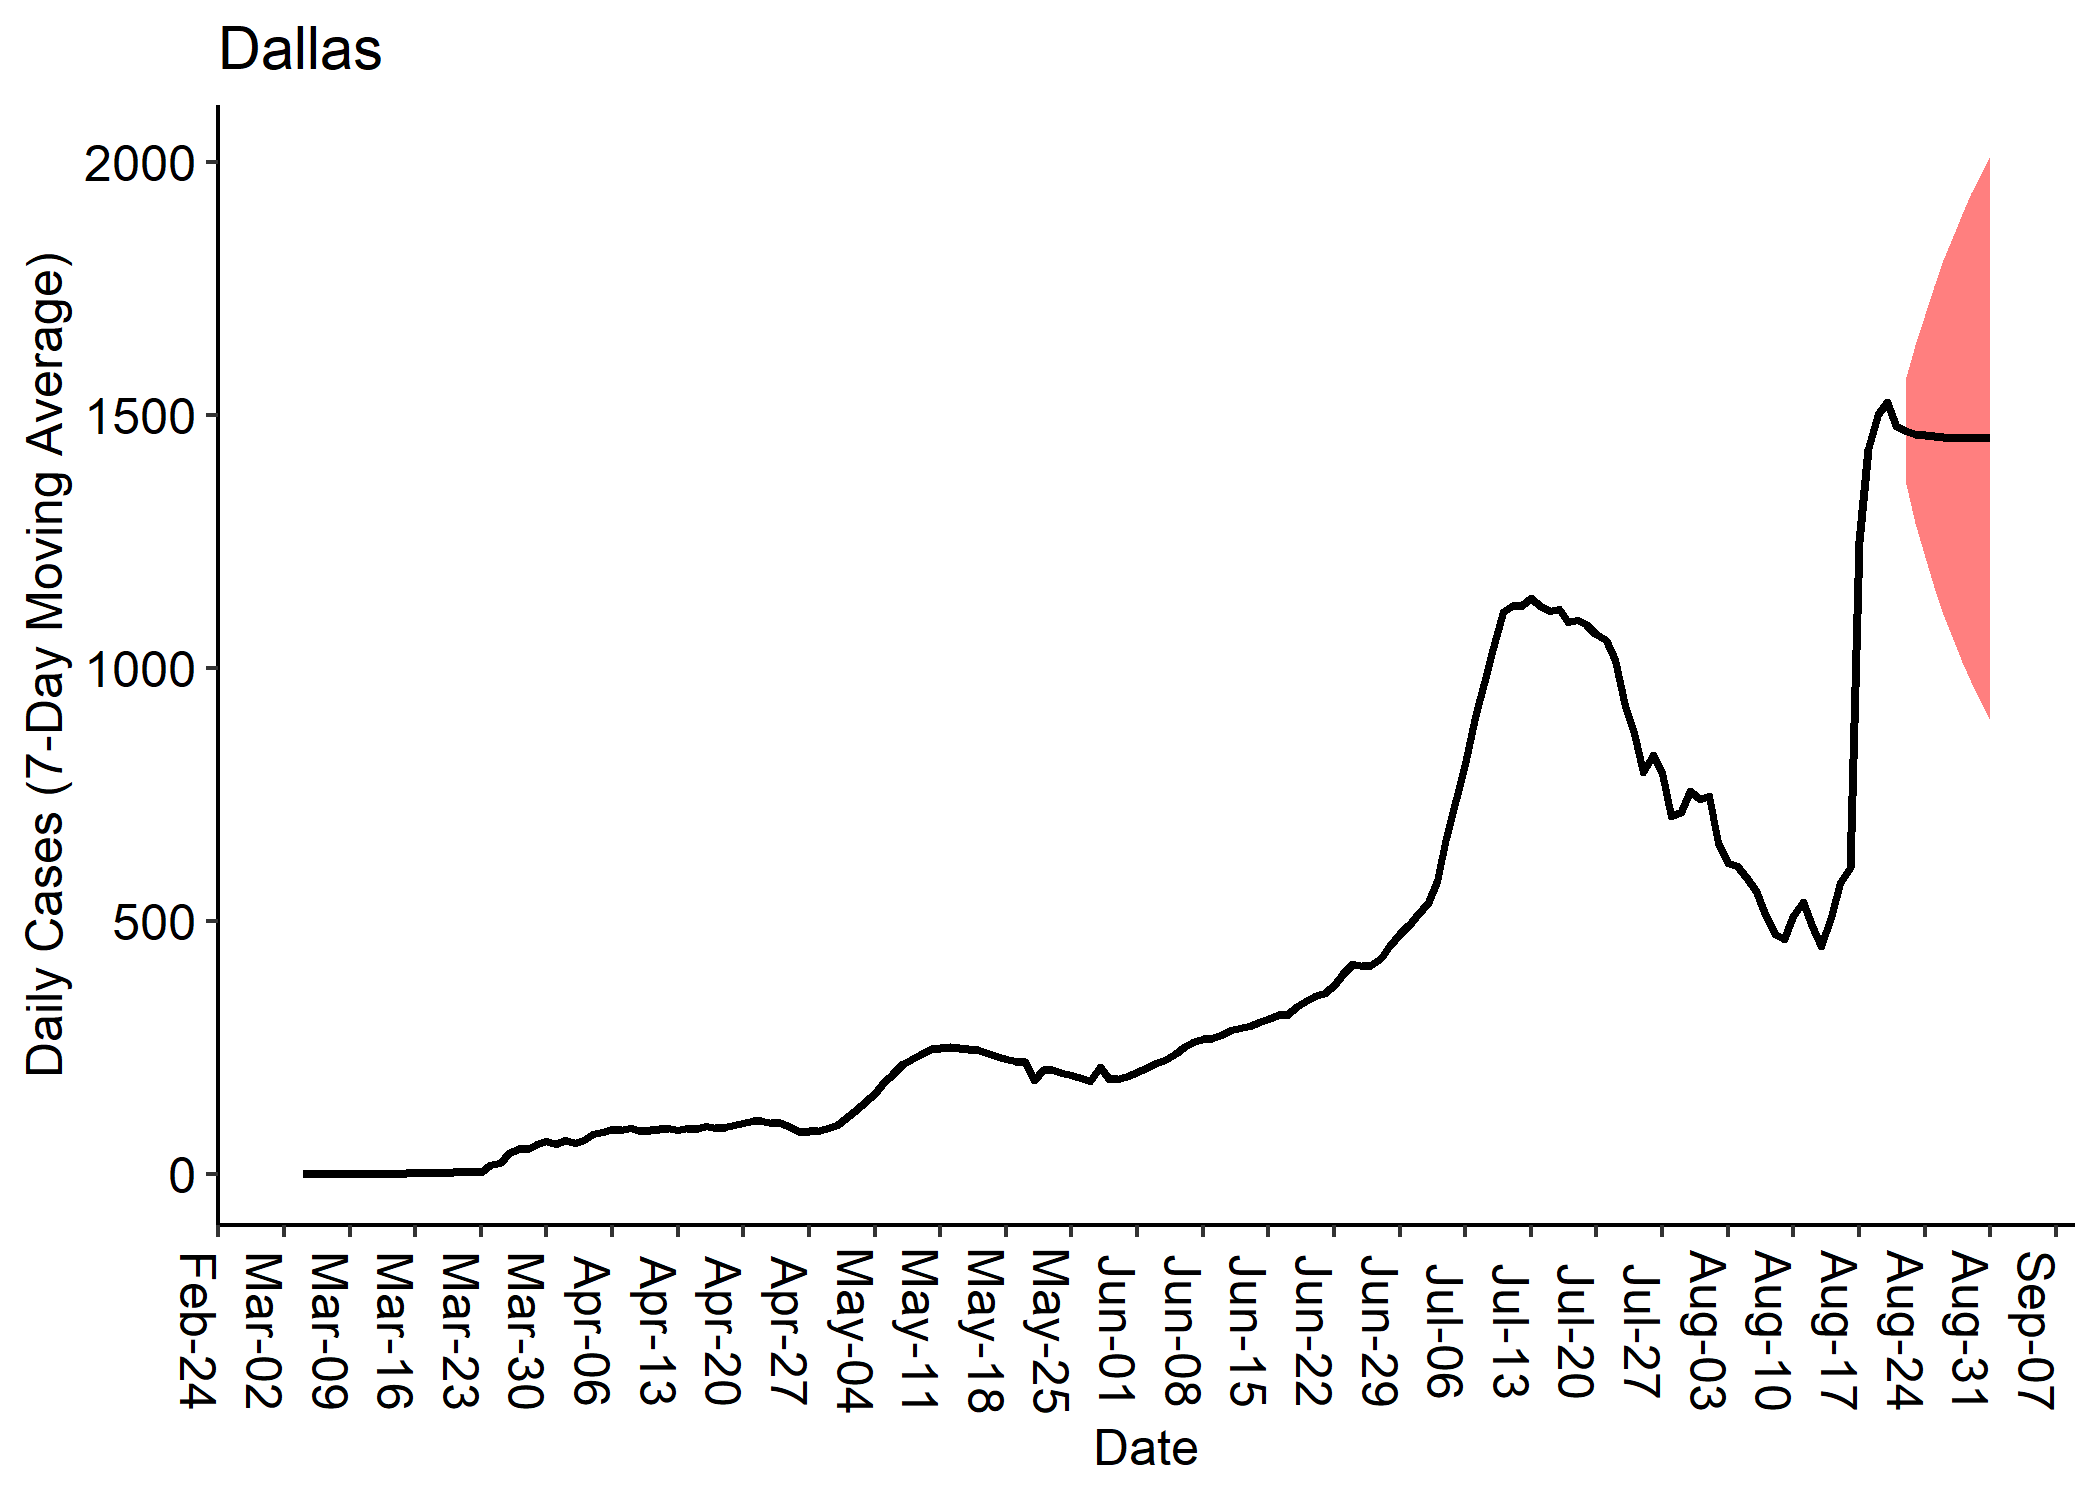 Dallas
Daily Cases (7-Day Moving Average)
2000
1500
1000
500
0
Feb-24
Mar-02
Mar-09
Mar-16
Mar-23
Mar-30
Apr-06
Apr-13
Apr-20
Apr-27
May-04
May-11
May-18
May-25
Jun-01
Jun-08
Jun-15
Jun-22
Jun-29
Jul-06
Jul-13
Jul-20
Jul-27
Aug-03
Aug-10
Aug-17
Aug-24
Aug-31
Sep-07
Date